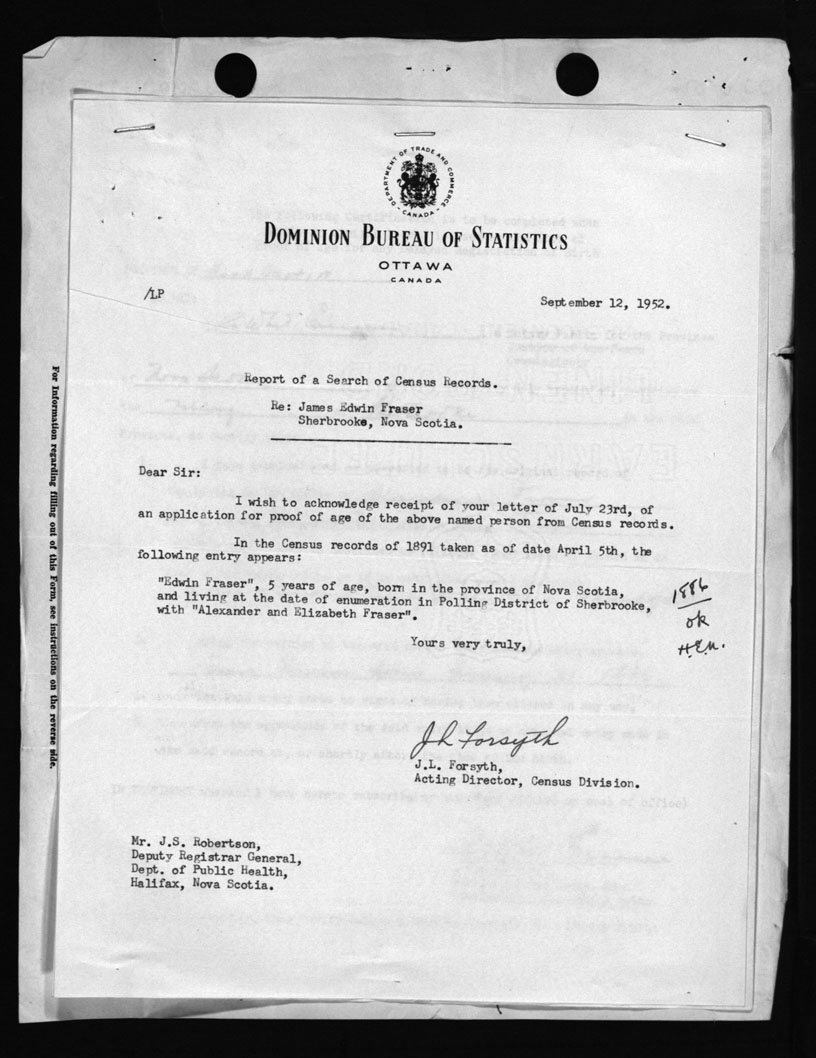 DEPARTMENT OF TRADE AND COMMERCE
CANADA
DOMINION BUREAU OF STATISTICS
OTTAWA
CANADA
/LP
September 12, 1952.
Report of a Search of Census Records.
Re: James Edwin Fraser
Sherbrooke, Nova Scotia.
Dear Sir:
I wish to acknowledge receipt of your letter of July 23rd, of
an application for proof of age of the above named person from Census records.
In the Census records of 1891 taken as of date April 5th, the
following entry appears:
"Edwin Fraser", 5 years of age, born in the province of Nova Scotia,
and living at the date of enumeration in Polling District of Sherbrooke,
with "Alexander and Elizabeth Fraser".
1886
ok
H.E.M.
Yours very truly,
J L Forsyth
J.L. Forsyth,
Acting Director, Census Division.
Mr. J.S. Robertson,
Deputy Registrar General,
Dept. of Public Health,
Halifax, Nova Scotia.
For Information regarding filling out of this Form, see instructions on the reverse side.